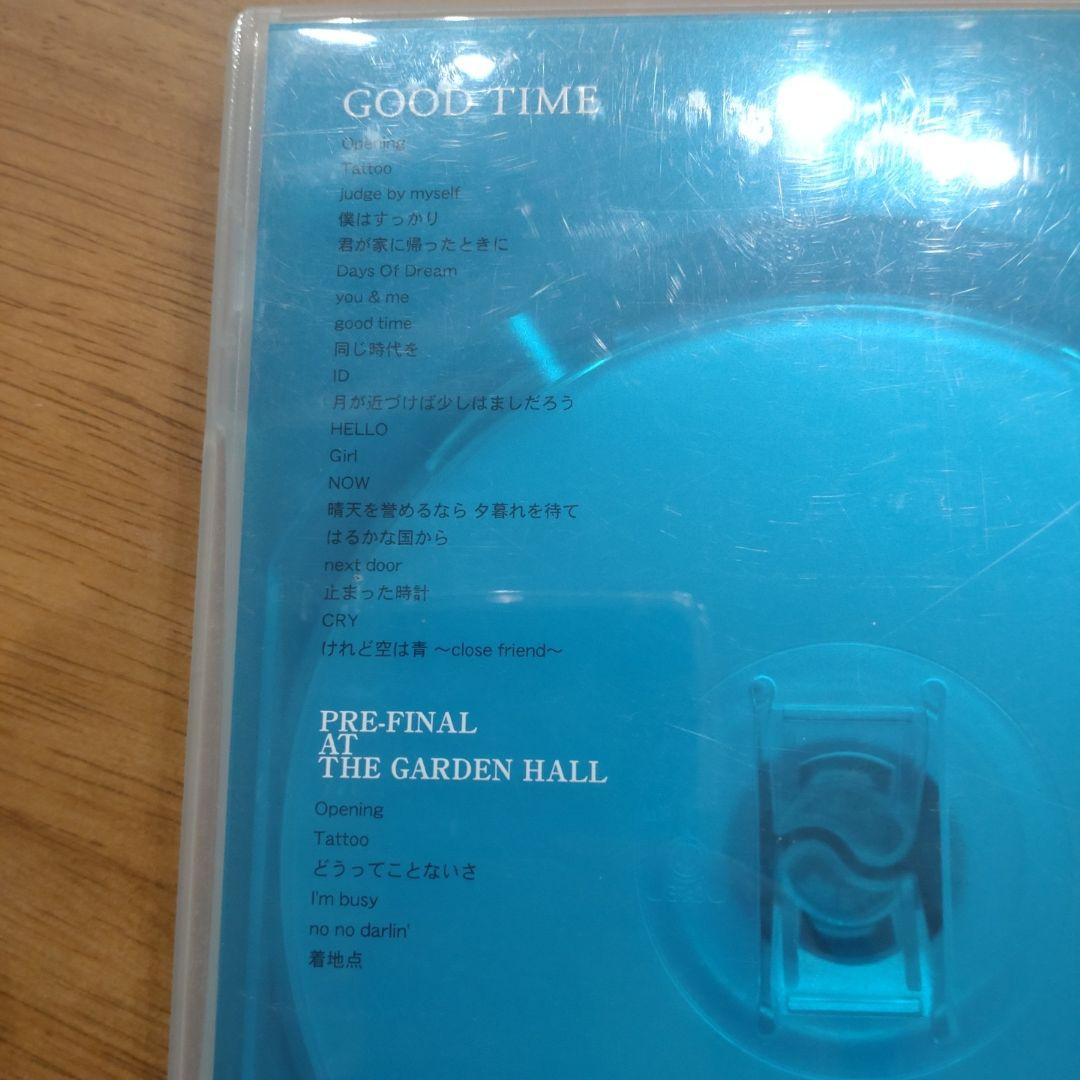 GOOD TIME
Opening
Tattoo
judge by myself
僕はすっかり
君が家に帰ったときに
Days Of Dream
you & me
good time
同じ時代を
ID
月が近づけば少しはましだろう
HELLO
Girl
NOW
晴天を誉めるなら 夕暮れを待て
はるかな国から
next door
止まった時計
CRY
けれど空は青 ～close friend～
PRE-FINAL
AT
THE GARDEN HALL
Opening
Tattoo
どうってことないさ
I'm busy
no no darlin'
着地点